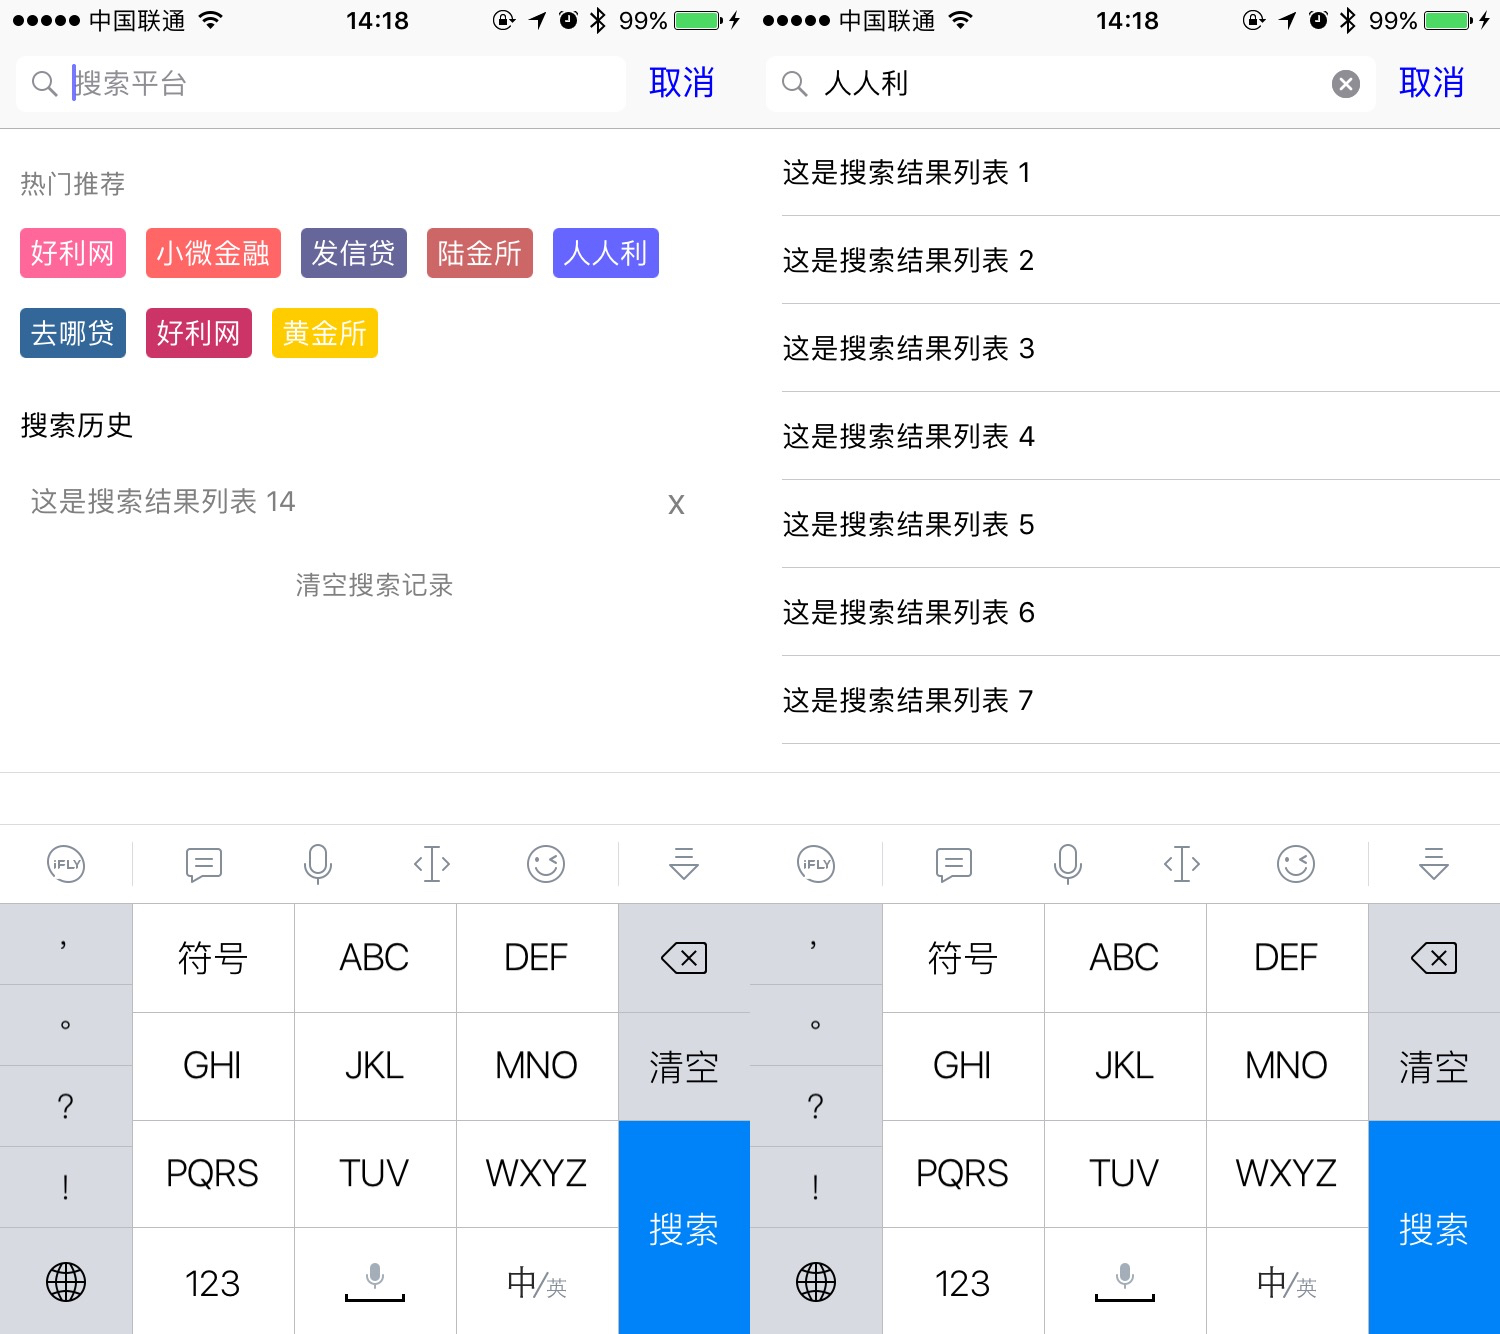 中国联通 14:18 99%
搜索平台 取消
热门推荐
好利网 小微金融 发信贷 陆金所 人人利
去哪贷 好利网 黄金所
搜索历史
这是搜索结果列表 14 x
清空搜索记录
iFLY
， 符号 ABC DEF
。 GHI JKL MNO 清空
? PQRS TUV WXYZ
! 搜索
123 中/英
中国联通 14:18 99%
人人利 取消
这是搜索结果列表 1
这是搜索结果列表 2
这是搜索结果列表 3
这是搜索结果列表 4
这是搜索结果列表 5
这是搜索结果列表 6
这是搜索结果列表 7
iFLY
， 符号 ABC DEF
。 GHI JKL MNO 清空
? PQRS TUV WXYZ
! 搜索
123 中/英